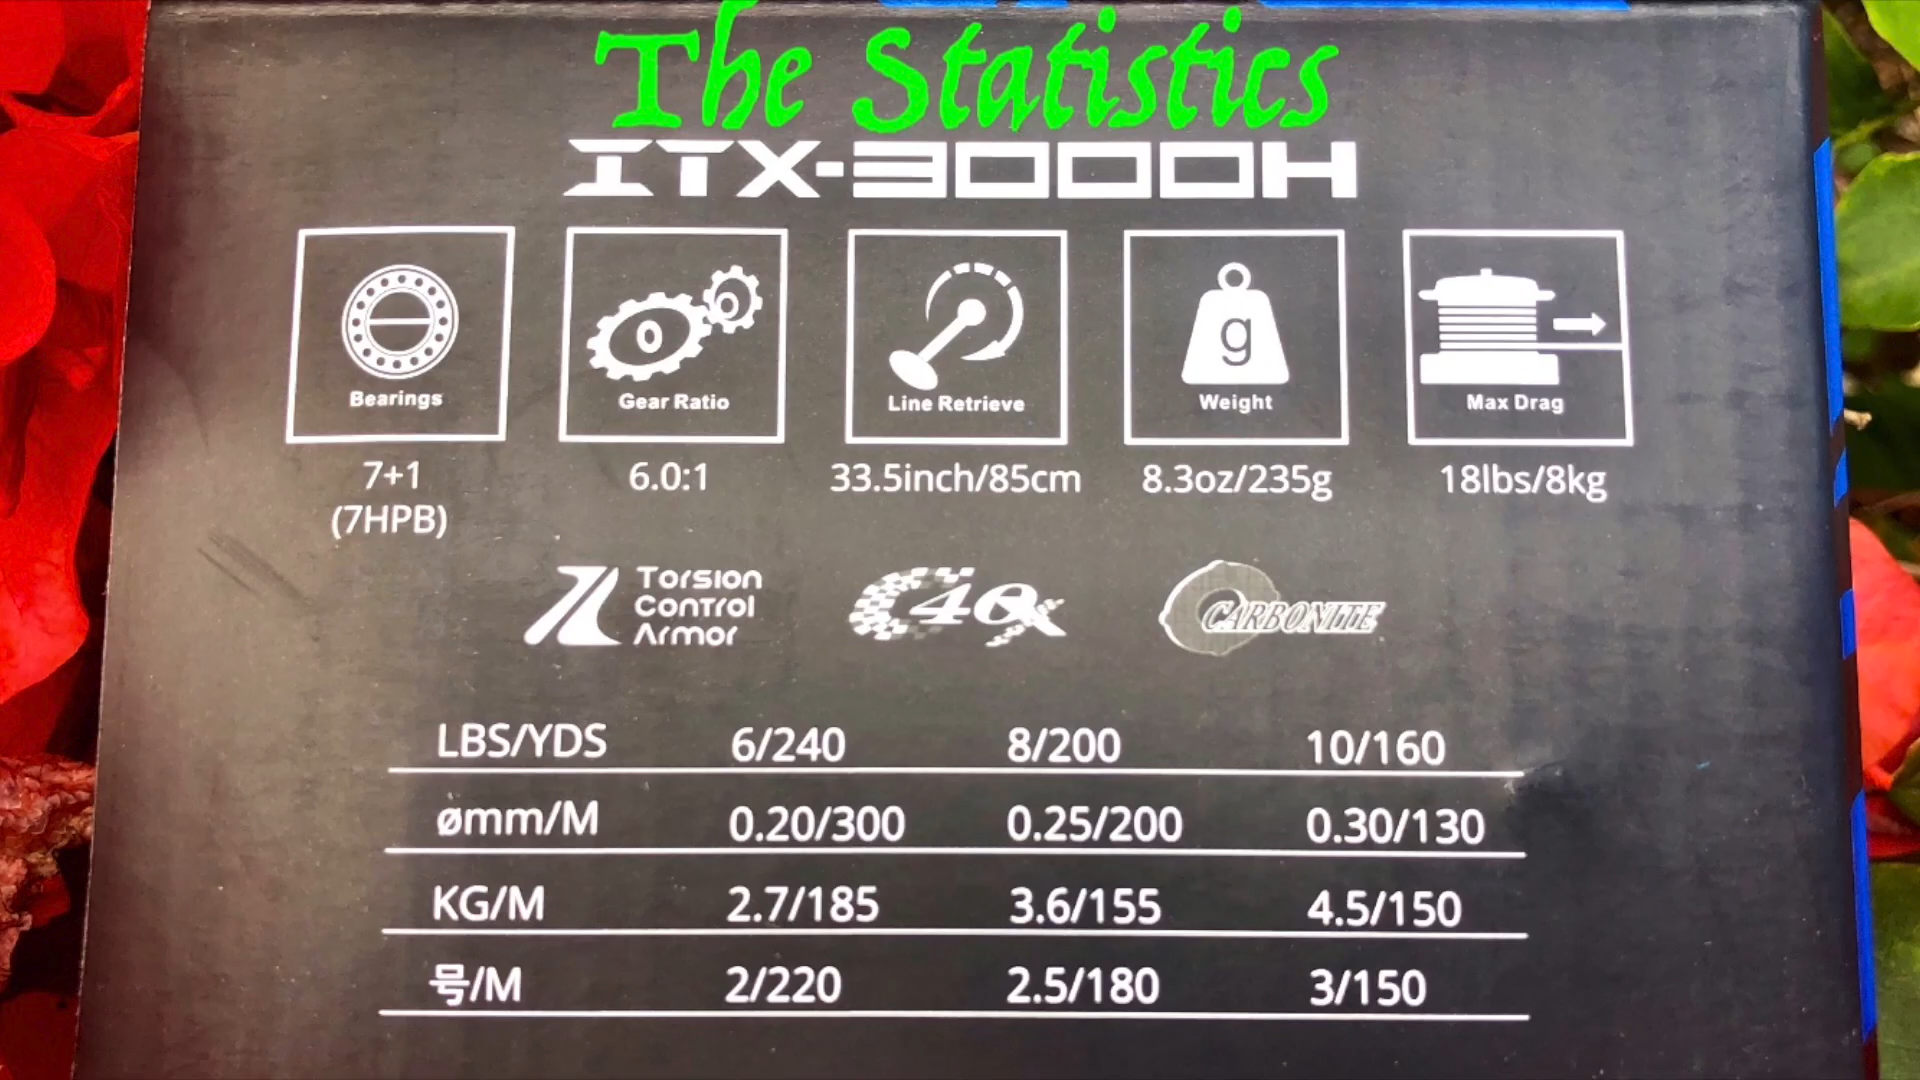 The Statistics
ITX-3000H
Bearings
Gear Ratio
Line Retrieve
g
Weight
Max Drag
7+1
(7HPB)
6.0:1
33.5inch/85cm
8.3oz/235g
18lbs/8kg
Torsion
Control
Armor
C40X
CARBONITE
LBS/YDS 6/240 8/200 10/160
ømm/M 0.20/300 0.25/200 0.30/130
KG/M 2.7/185 3.6/155 4.5/150
号/M 2/220 2.5/180 3/150